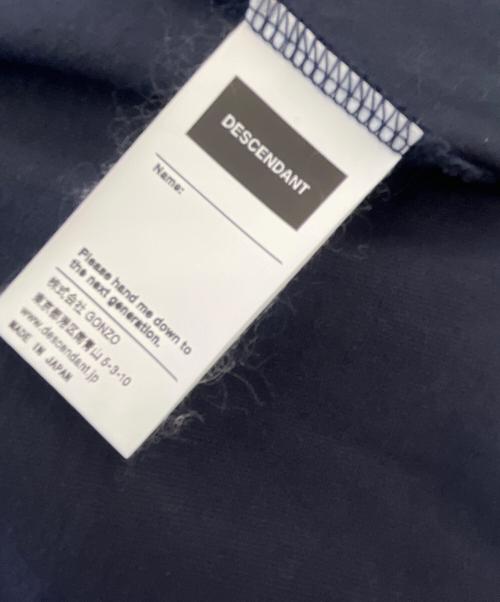 DESCENDANT
Name:
Please hand me down to
the next generation.
株式会社 GONZO
東京都港区南青山 5-3-10
www.descendant.jp
MADE IN JAPAN